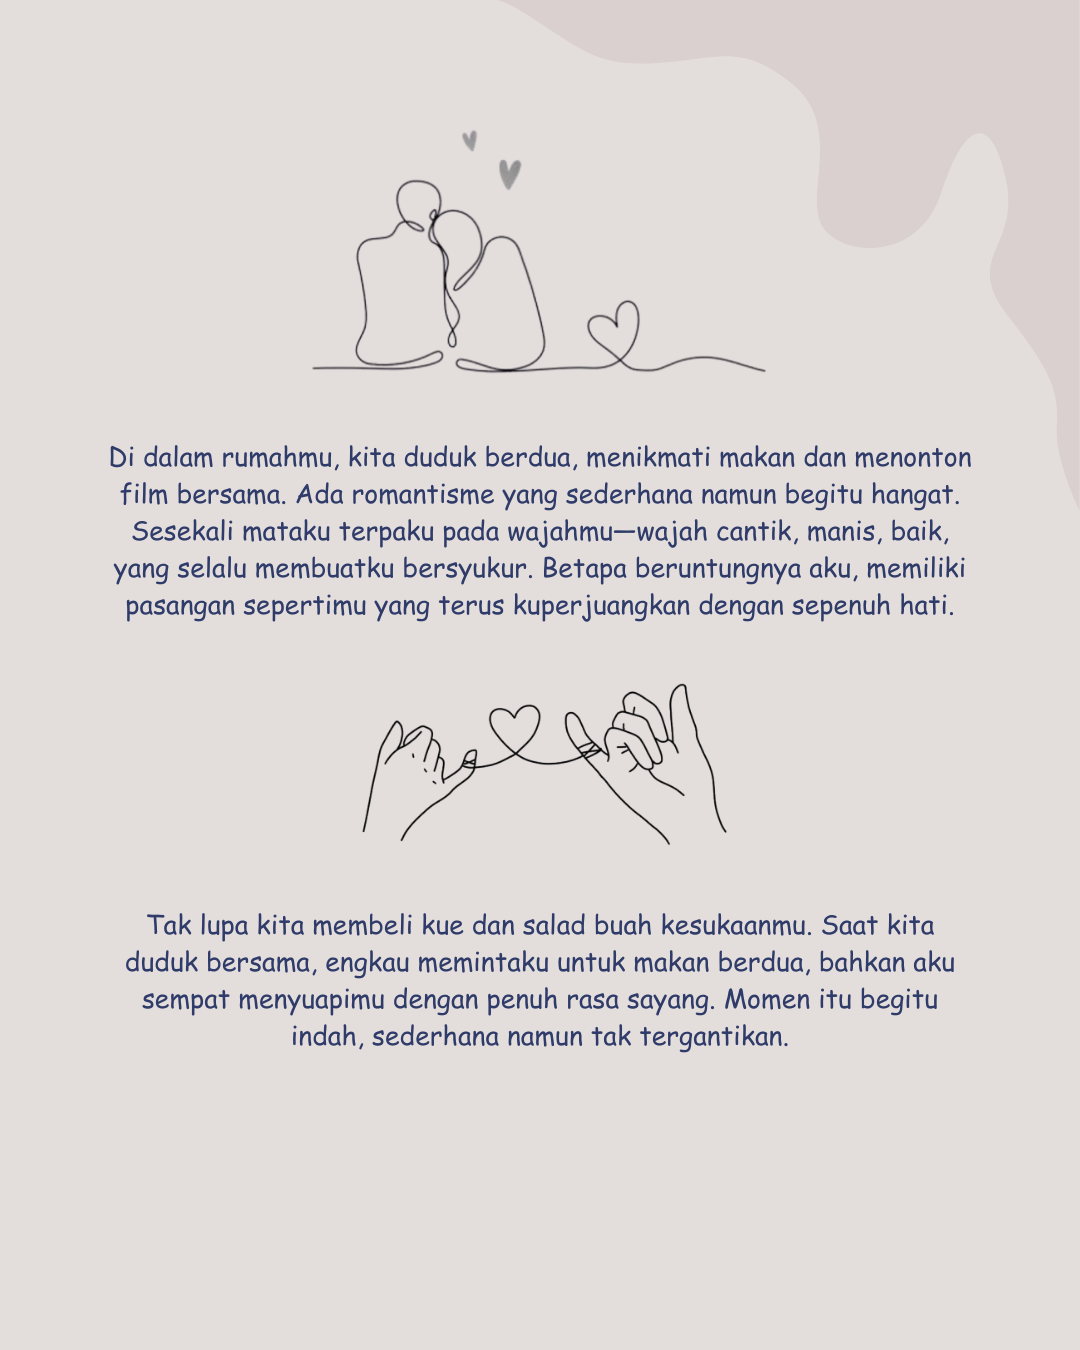 Di dalam rumahmu, kita duduk berdua, menikmati makan dan menonton
film bersama. Ada romantisme yang sederhana namun begitu hangat.
Sesekali mataku terpaku pada wajahmu—wajah cantik, manis, baik,
yang selalu membuatku bersyukur. Betapa beruntungnya aku, memiliki
pasangan sepertimu yang terus kuperjuangkan dengan sepenuh hati.
Tak lupa kita membeli kue dan salad buah kesukaanmu. Saat kita
duduk bersama, engkau memintaku untuk makan berdua, bahkan aku
sempat menyuapimu dengan penuh rasa sayang. Momen itu begitu
indah, sederhana namun tak tergantikan.